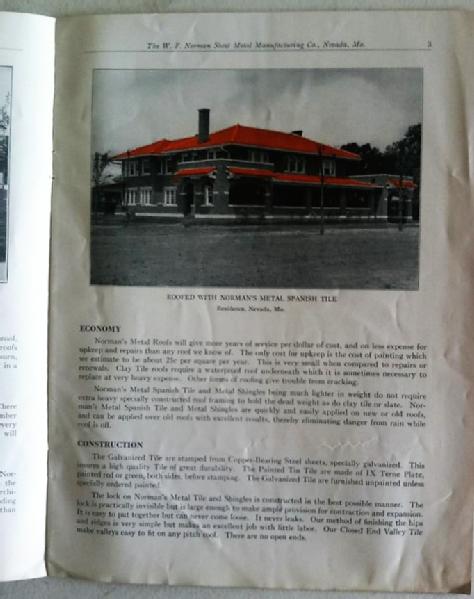 The W. F. Norman Sheet Metal Manufacturing Co., Nevada, Mo. 3
ROOFED WITH NORMAN'S METAL SPANISH TILE
Residence, Nevada, Mo.
ECONOMY
Norman's Metal Roofs will give more years of service per dollar of cost, and on less expense for
upkeep and repairs than any roof we know of. The only cost for upkeep is the cost of painting which
we estimate to be about 25c per square per year. This is very small when compared to repairs or
renewals. Clay Tile roofs require a waterproof roof underneath which it is sometimes necessary to
replace at very heavy expense. Other forms of roofing give trouble from cracking.
Norman's Metal Spanish Tile and Metal Shingles being much lighter in weight do not require
extra heavy specially constructed roof framing to hold the dead weight as do clay tile or slate. Nor-
man's Metal Spanish Tile and Metal Shingles are quickly and easily applied on new or old roofs,
and can be applied over old roofs with excellent results, thereby eliminating danger from rain while
roof is off.
CONSTRUCTION
The Galvanized Tile are stamped from Copper-Bearing Steel sheets, specially galvanized. This
insures a high quality Tile of great durability. The Painted Tin Tile are made of IX Terne Plate,
painted red or green, both sides, before stamping. The Galvanized Tile are furnished unpainted unless
specially ordered painted.
The lock on Norman's Metal Tile and Shingles is constructed in the best possible manner. The
lock is practically invisible but is large enough to make ample provision for contraction and expansion.
It is easy to put together but can never come loose. It never leaks. Our method of finishing the hips
and ridges is very simple but makes an excellent job with little labor. Our Closed End Valley Tile
make valleys easy to fit on any pitch roof. There are no open ends.